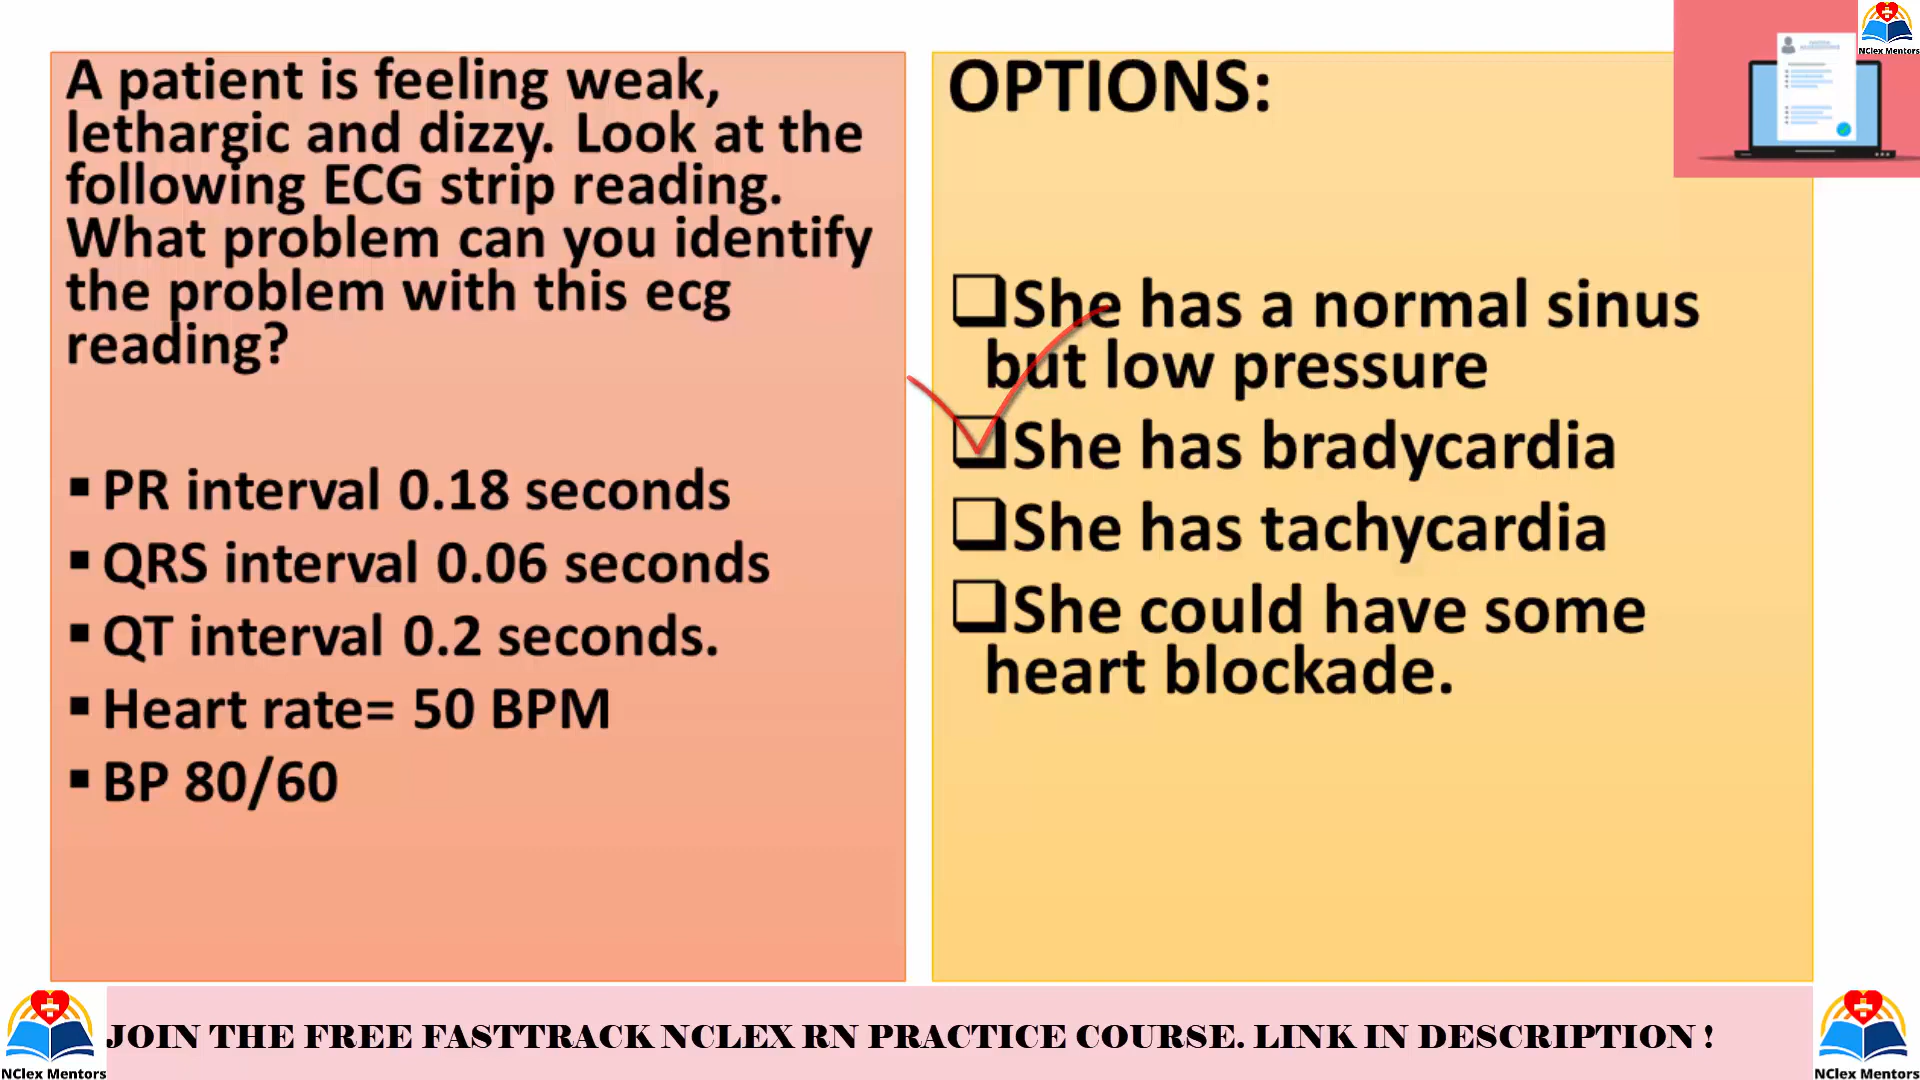 A patient is feeling weak,
lethargic and dizzy. Look at the
following ECG strip reading.
What problem can you identify
the problem with this ecg
reading?
PR interval 0.18 seconds
QRS interval 0.06 seconds
QT interval 0.2 seconds.
Heart rate= 50 BPM
BP 80/60
OPTIONS:
She has a normal sinus
but low pressure
She has bradycardia
She has tachycardia
She could have some
heart blockade.
NClex Mentors
JOIN THE FREE FASTTRACK NCLEX RN PRACTICE COURSE. LINK IN DESCRIPTION !
NClex Mentors
NClex Mentors